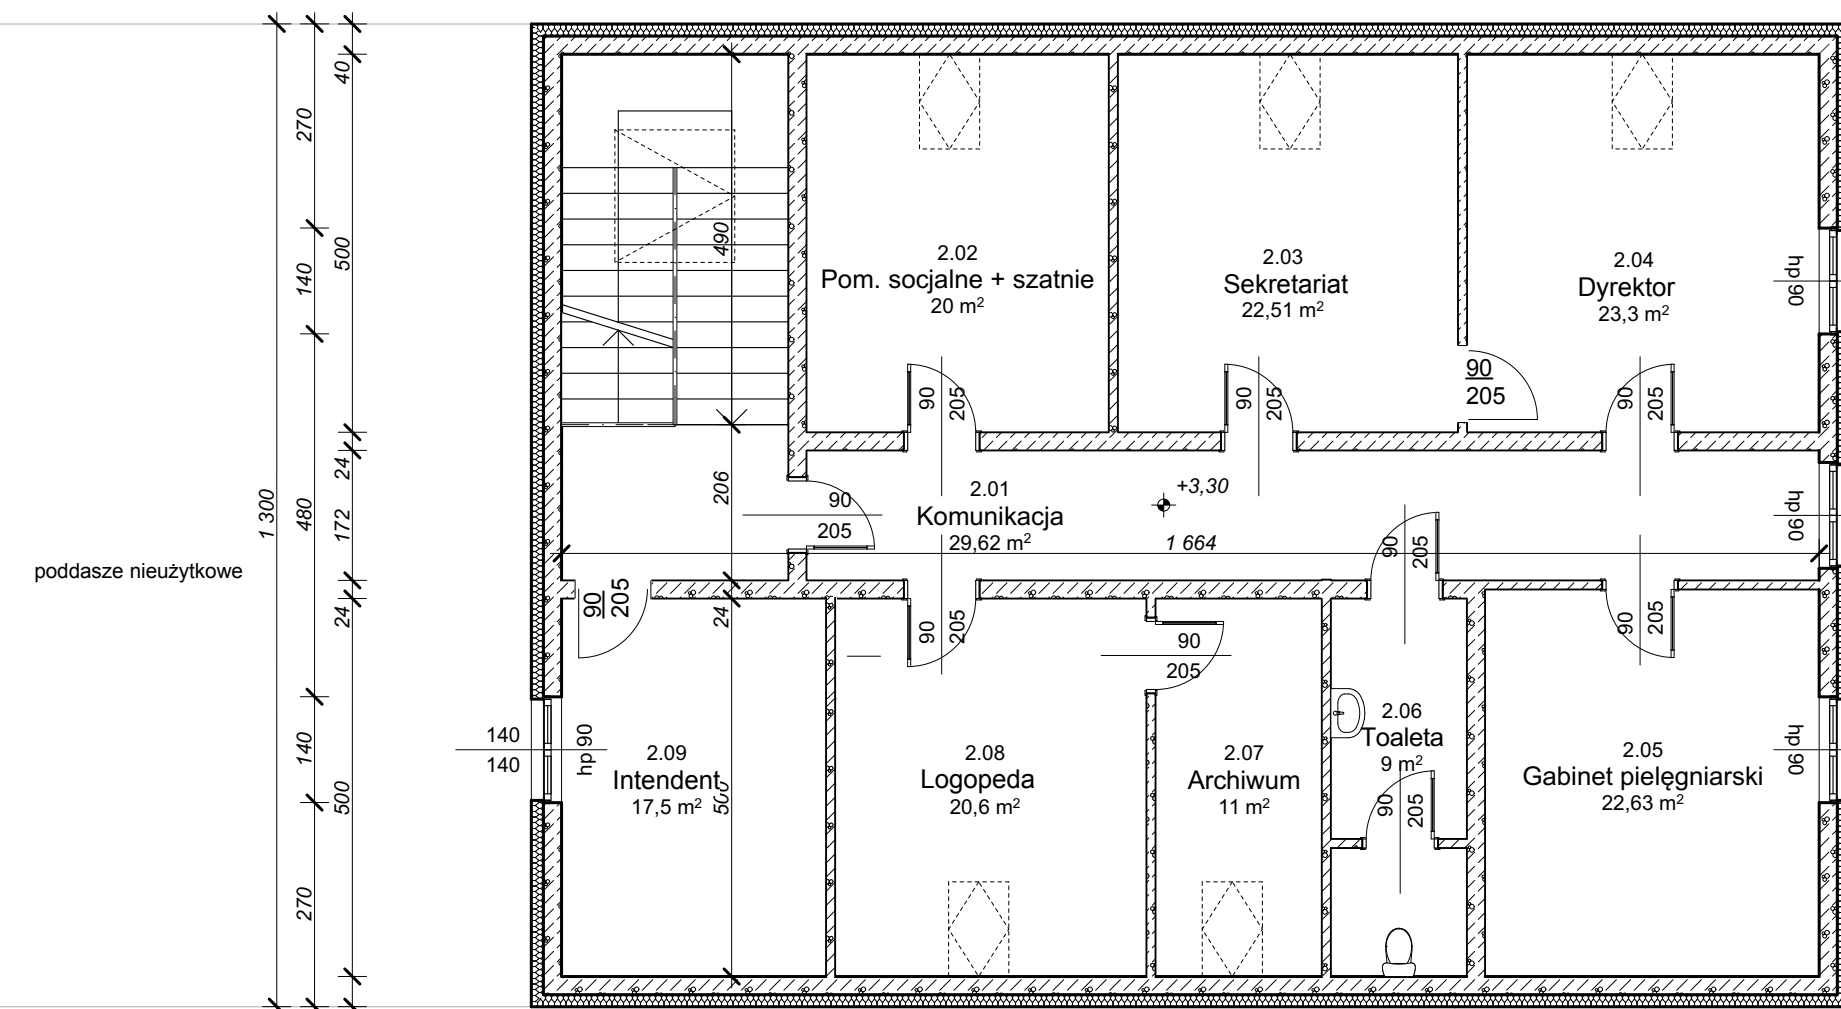 40
270
500
140
490
24
1 300
480
172
206
24
24
140
500
500
270
poddasze nieużytkowe
2.02
Pom. socjalne + szatnie
20 m²
2.03
Sekretariat
22,51 m²
2.04
Dyrektor
23,3 m²
hp 90
90
205
90
205
90
205
90
205
2.01
Komunikacja
29,62 m²
+3,30
1 664
90
205
hp 90
90
205
90
205
90
205
90
205
90
205
140
140
hp 90
2.09
Intendent
17,5 m²
2.08
Logopeda
20,6 m²
2.07
Archiwum
11 m²
2.06
Toaleta
9 m²
90
205
2.05
Gabinet pielęgniarski
22,63 m²
hp 90